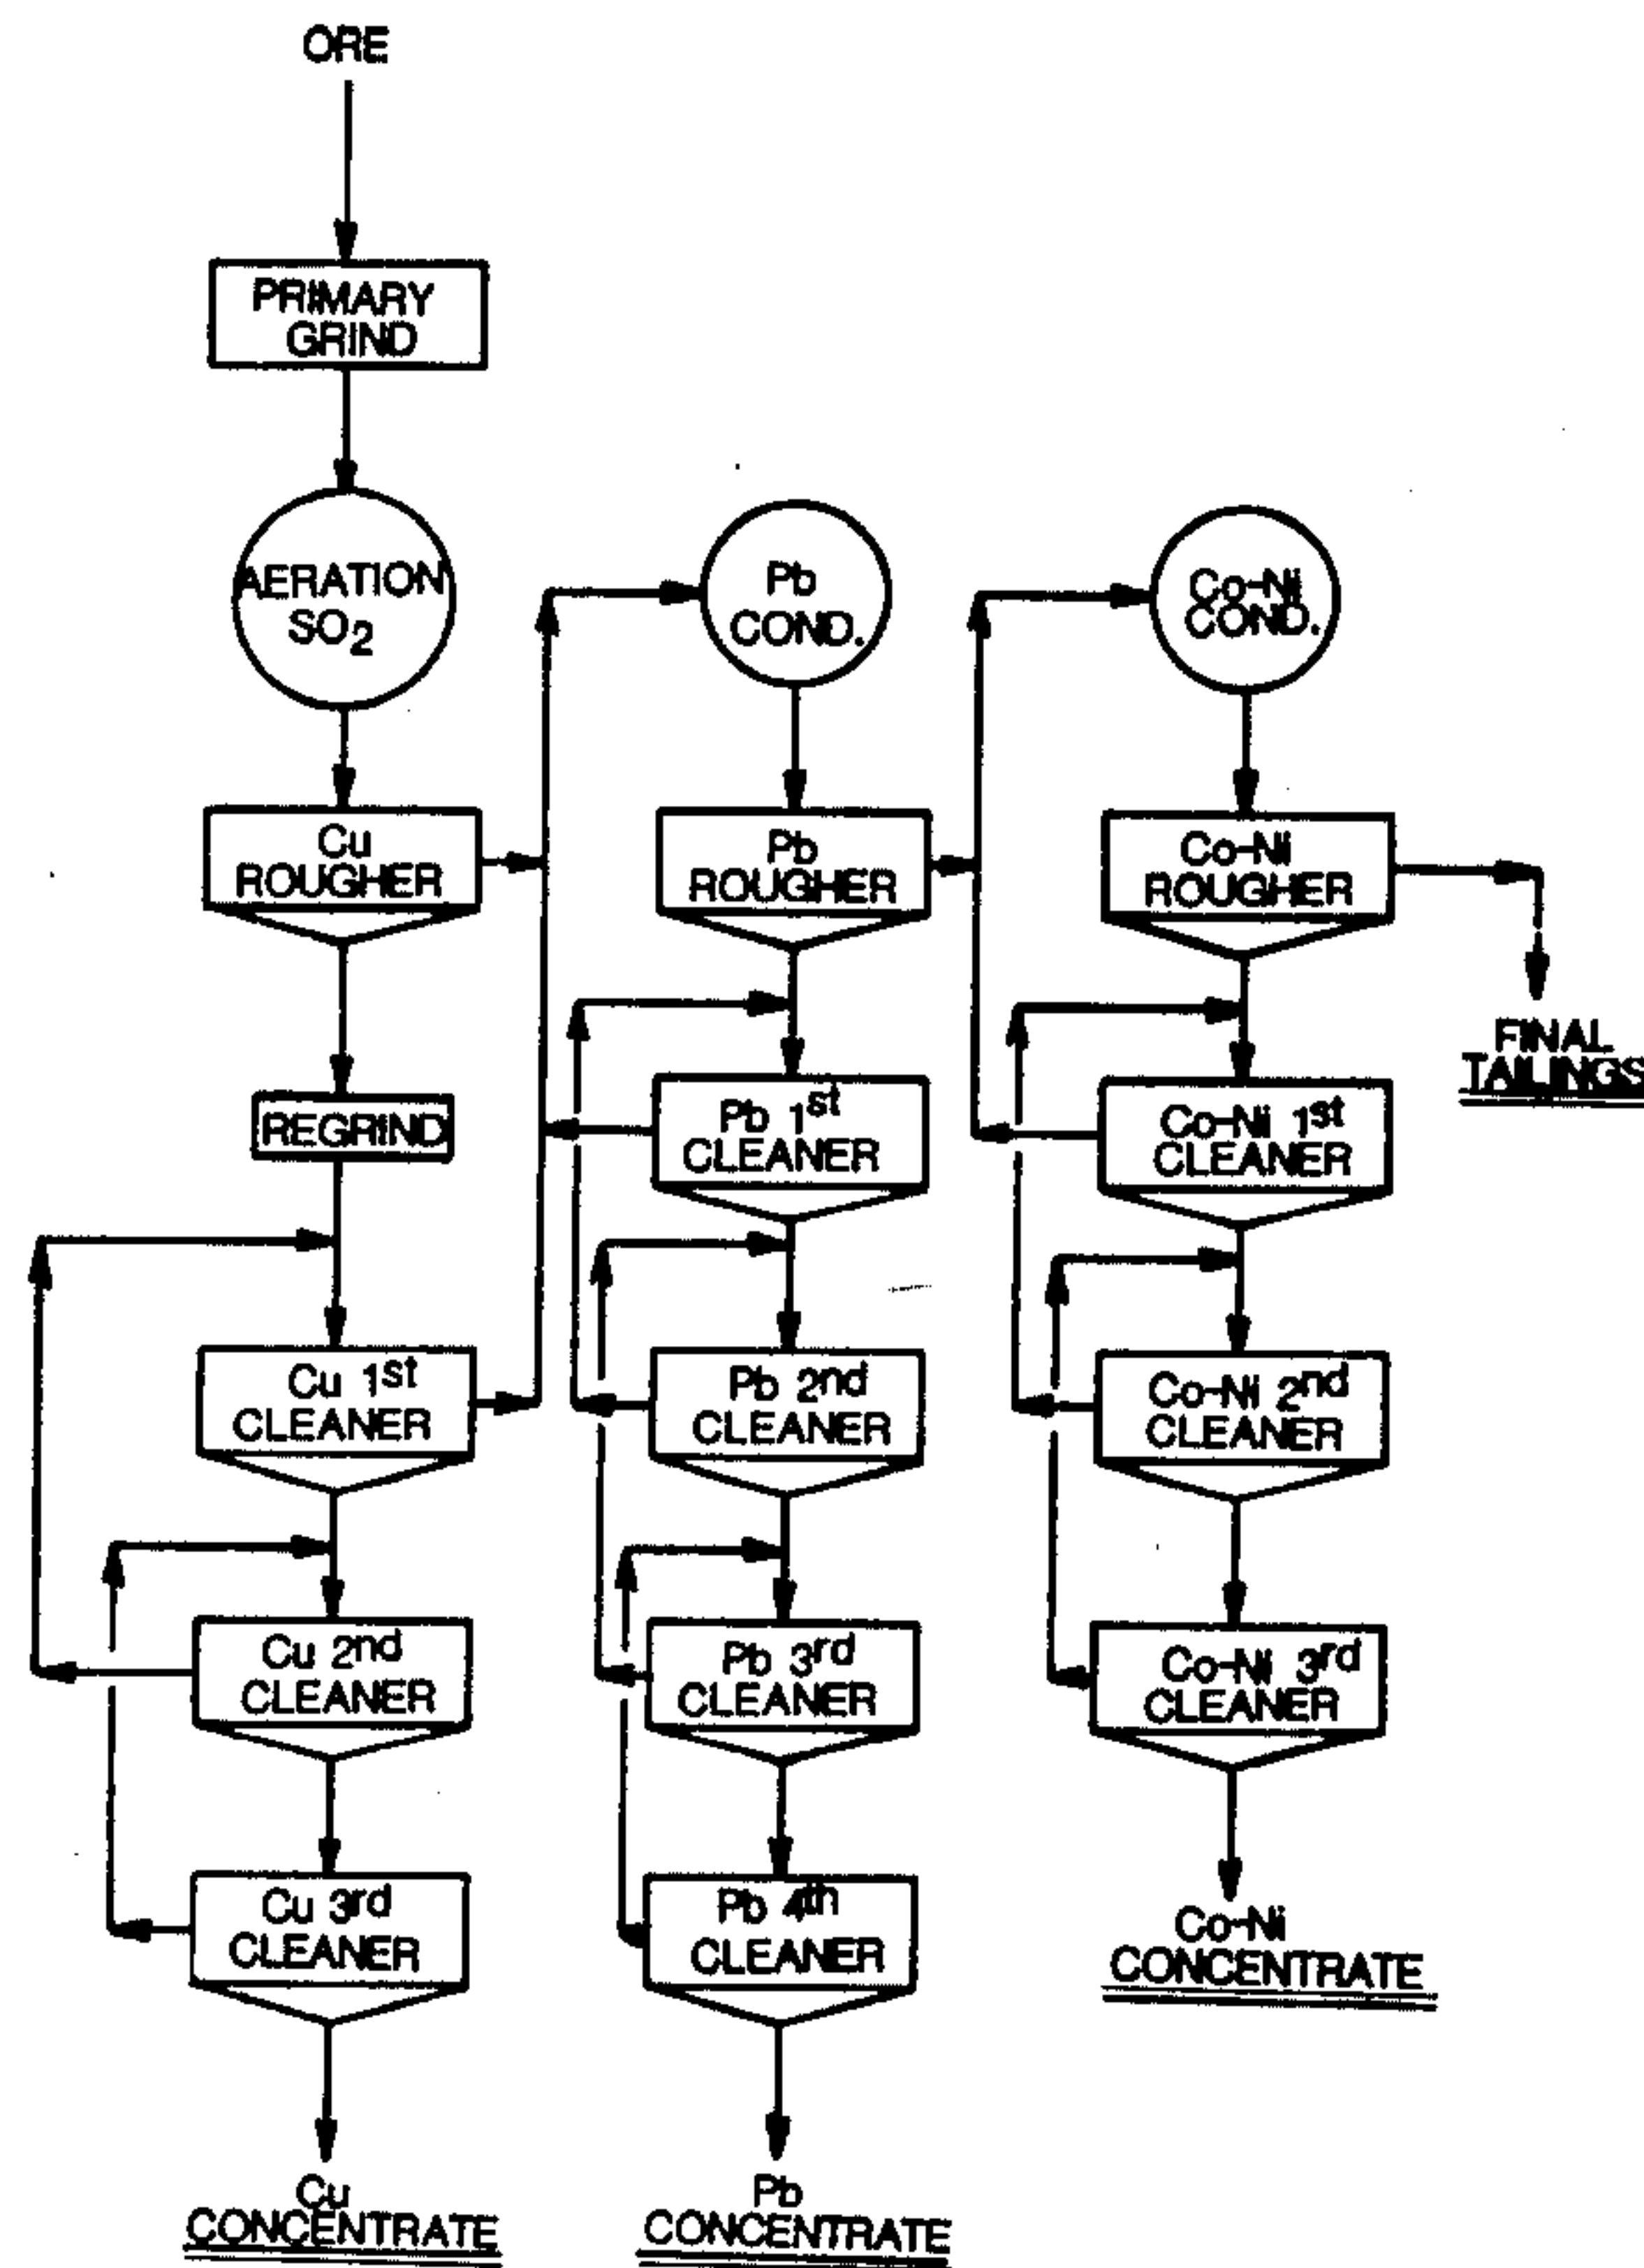 ORE
PRIMARY
GRIND
AERATION
SO2
Cu
ROUGHER
REGRIND
Cu 1st
CLEANER
Cu 2nd
CLEANER
Cu 3rd
CLEANER
Cu
CONCENTRATE
Pb
COND.
Pb
ROUGHER
Pb 1st
CLEANER
Pb 2nd
CLEANER
Pb 3rd
CLEANER
Pb 4th
CLEANER
Pb
CONCENTRATE
Co-Ni
COND.
Co-Ni
ROUGHER
FINAL
TAILINGS
Co-Ni 1st
CLEANER
Co-Ni 2nd
CLEANER
Co-Ni 3rd
CLEANER
Co-Ni
CONCENTRATE